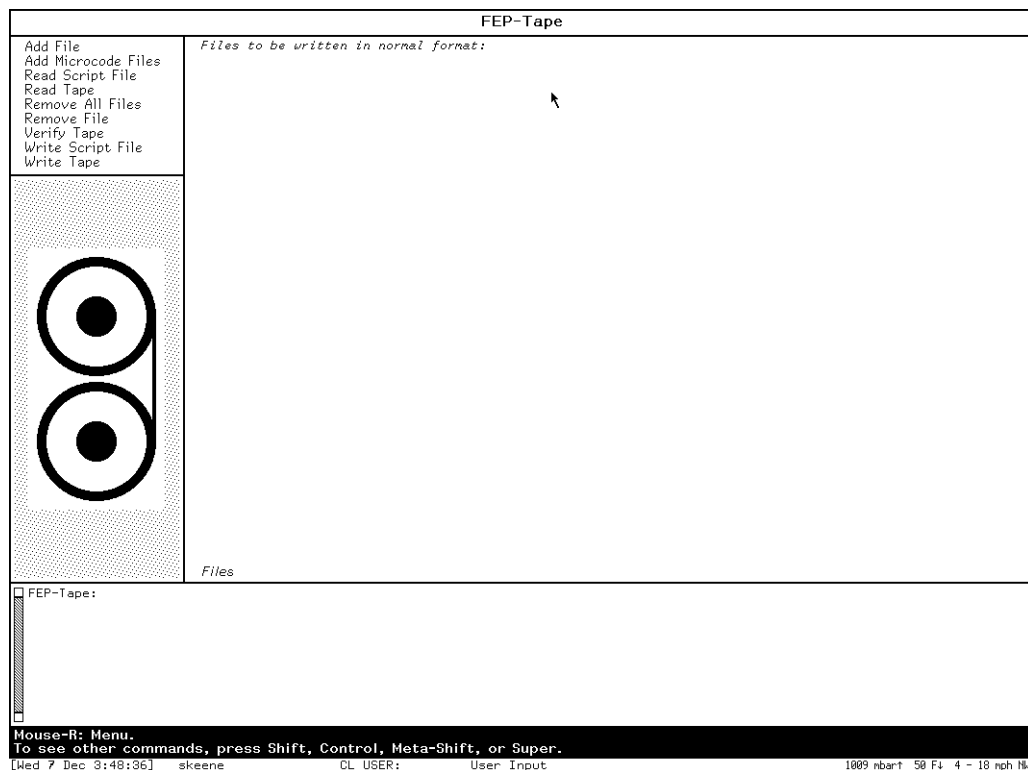 FEP-Tape
Add File
Add Microcode Files
Read Script File
Read Tape
Remove All Files
Remove File
Verify Tape
Write Script File
Write Tape
Files to be written in normal format:
Files
FEP-Tape:
Mouse-R: Menu.
To see other commands, press Shift, Control, Meta-Shift, or Super.
[Wed 7 Dec 3:48:36] skeene CL USER: User Input 1009 mbar↑ 50 F↓ 4 - 18 mph